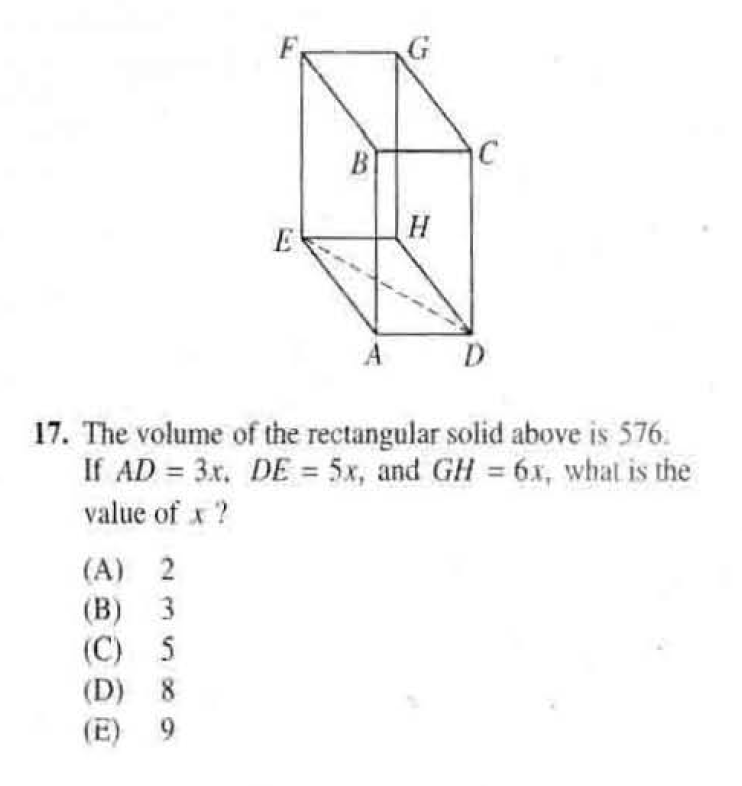 F G
B C
E H
A D
17. The volume of the rectangular solid above is 576.
If AD = 3x, DE = 5x, and GH = 6x, what is the
value of x ?
(A) 2
(B) 3
(C) 5
(D) 8
(E) 9